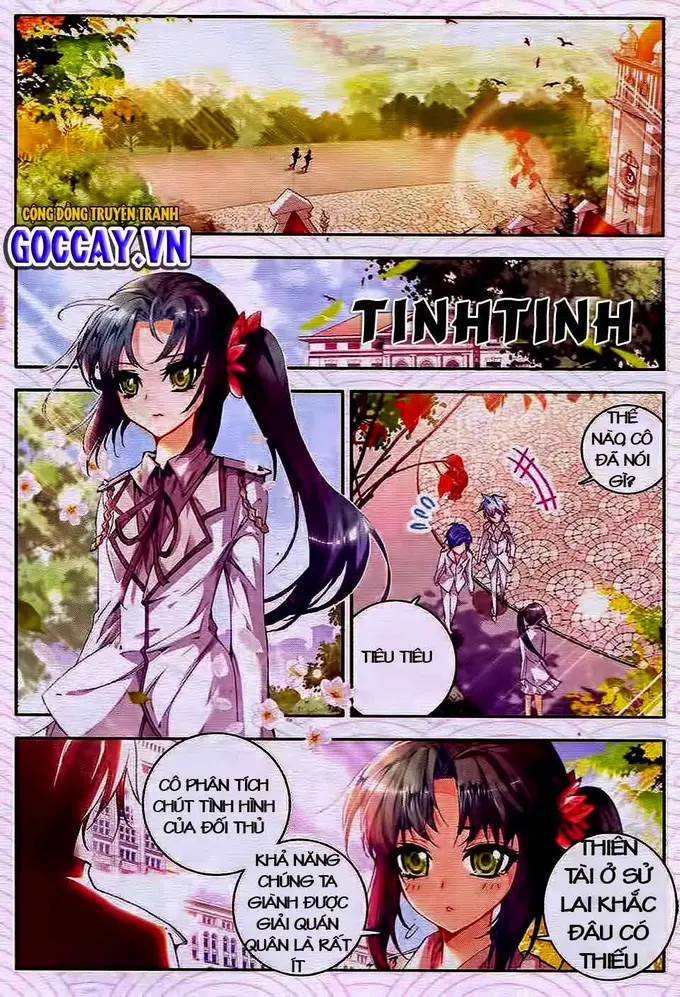 CỘNG ĐỒNG TRUYỆN TRANH
GOCCAY.VN
TINHTINH
THẾ
NÀO, CÔ
ĐÃ NÓI
GÌ?
TIÊU TIÊU
CÔ PHÂN TÍCH
CHÚT TÌNH HÌNH
CỦA ĐỐI THỦ
KHẢ NĂNG
CHÚNG TA
GIÀNH ĐƯỢC
GIẢI QUÁN
QUÂN LÀ RẤT
ÍT
THIÊN
TÀI Ở SỬ
LAI KHẮC
ĐÂU CÓ
THIẾU